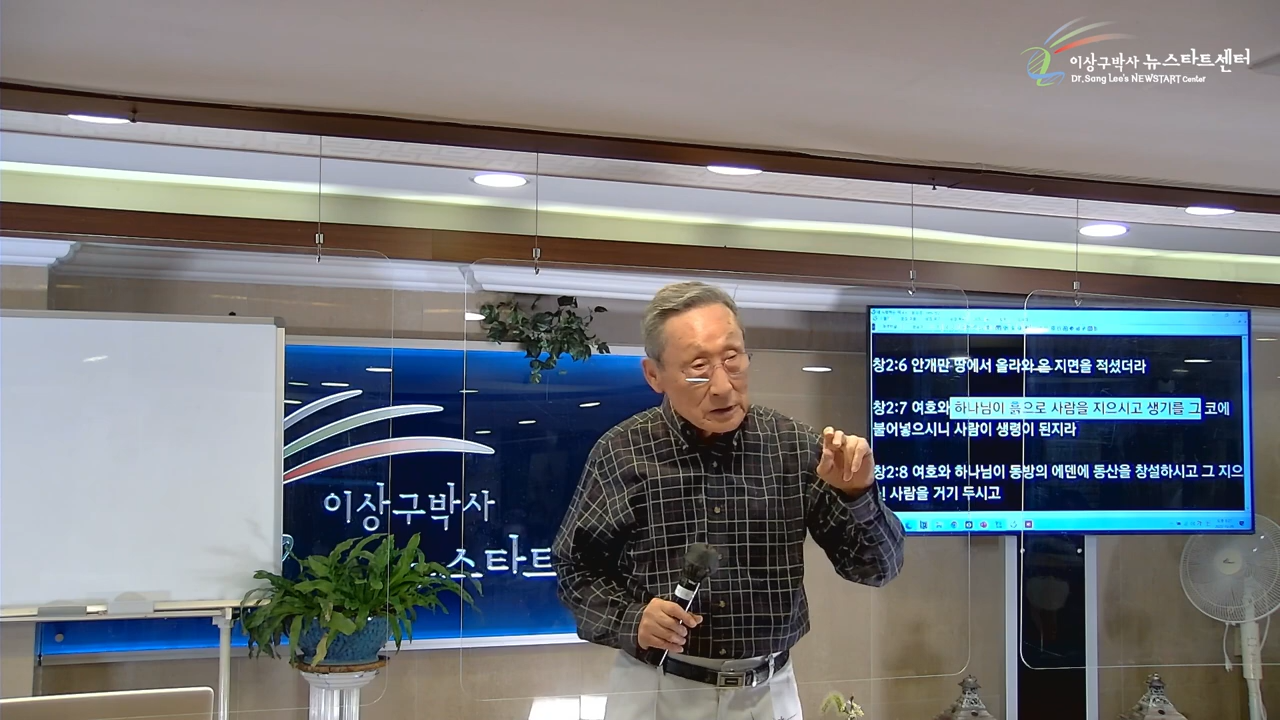 이상구박사 뉴스타트센터
Dr. Sang Lee's NEWSTART Center
창2:6 안개만 땅에서 올라와 온 지면을 적셨더라
창2:7 여호와 하나님이 흙으로 사람을 지으시고 생기를 그 코에
불어넣으시니 사람이 생령이 된지라
창2:8 여호와 하나님이 동방의 에덴에 동산을 창설하시고 그 지으
신 사람을 거기 두시고
이상구박사
스타트